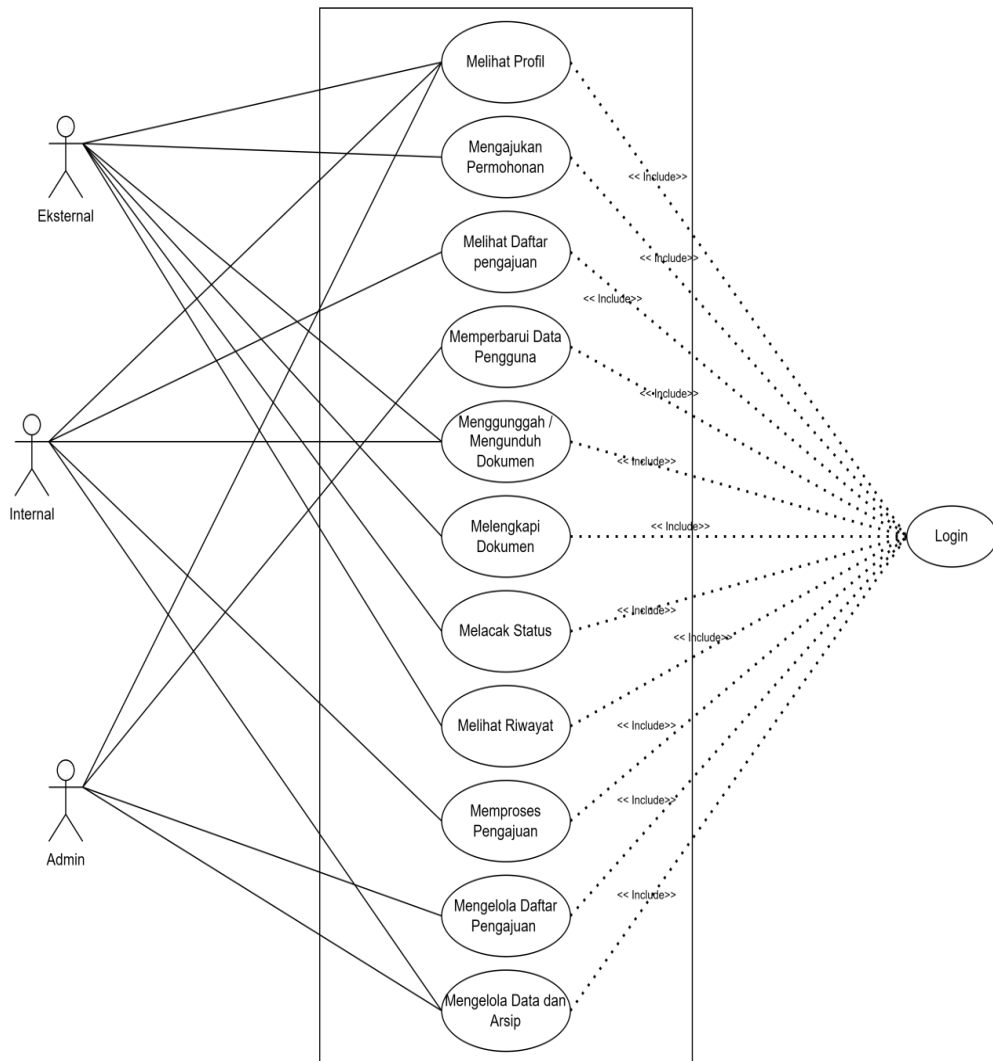 Melihat Profil
Mengajukan
Permohonan
<< Include>>
Eksternal
Melihat Daftar
pengajuan
<< Include>>
<< Include>>
Memperbarui Data
Pengguna
<< Include>>
Menggunggah /
Mengunduh
Dokumen
<< Include>>
Internal
Melengkapi
Dokumen
<< Include>>
Login
Melacak Status
<< Include>>
<< Include>>
Melihat Riwayat
<< Include>>
Memproses
Pengajuan
<< Include>>
Admin
Mengelola Daftar
Pengajuan
<< Include>>
Mengelola Data dan
Arsip